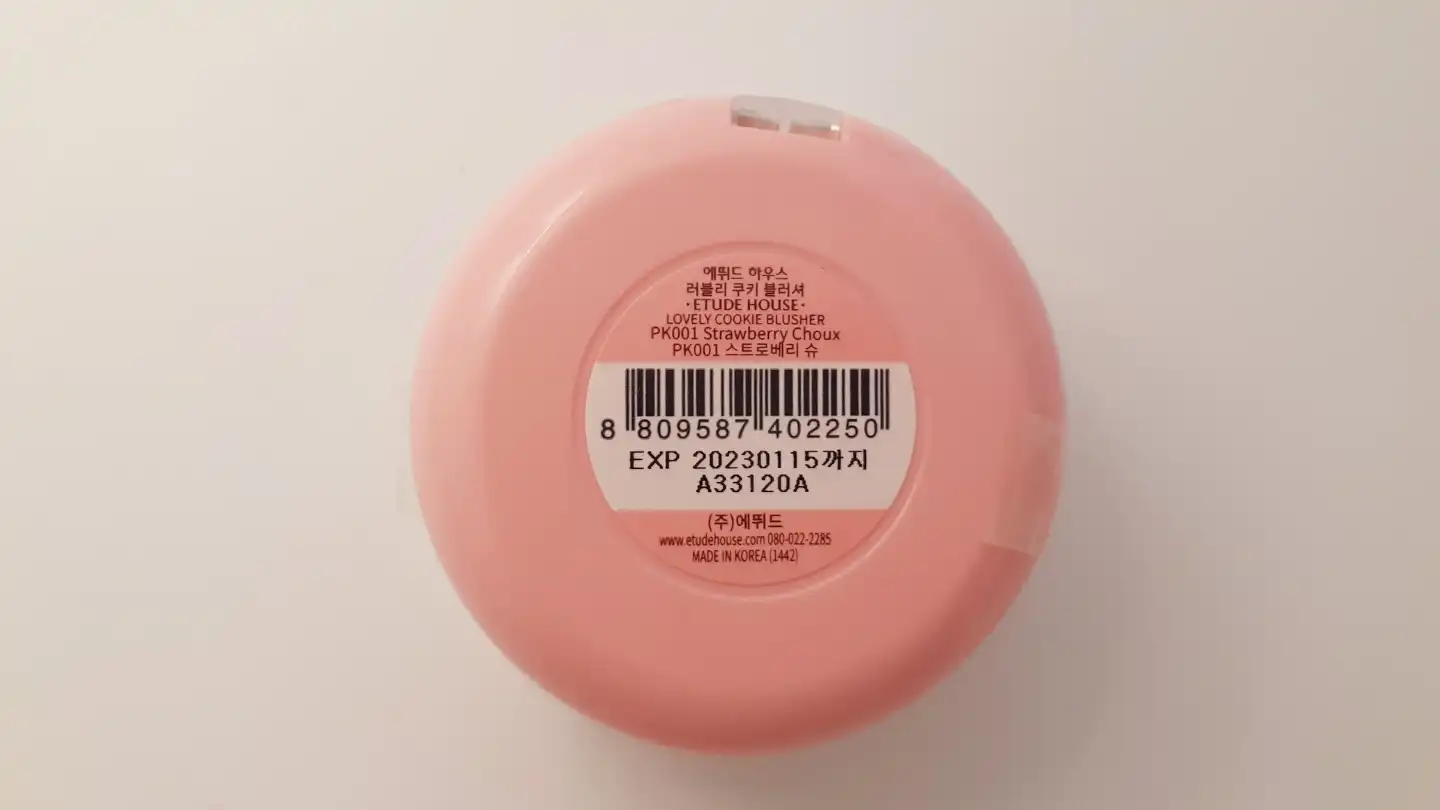 에뛰드 하우스
러블리 쿠키 블러셔
·ETUDE HOUSE·
LOVELY COOKIE BLUSHER
PK001 Strawberry Choux
PK001 스트로베리 슈
8 809587 402250
EXP 20230115까지
A33120A
(주)에뛰드
www.etudehouse.com 080-022-2285
MADE IN KOREA (1442)